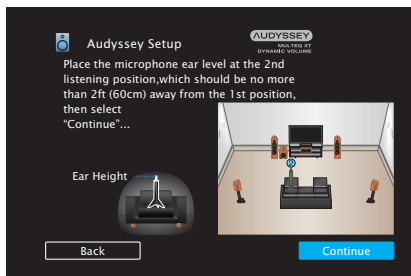 Audyssey Setup
AUDYSSEY
MULTEQ XT
DYNAMIC VOLUME
Place the microphone ear level at the 2nd
listening position,which should be no more
than 2ft (60cm) away from the 1st position,
then select
“Continue”...
2
Ear Height
Back
Continue